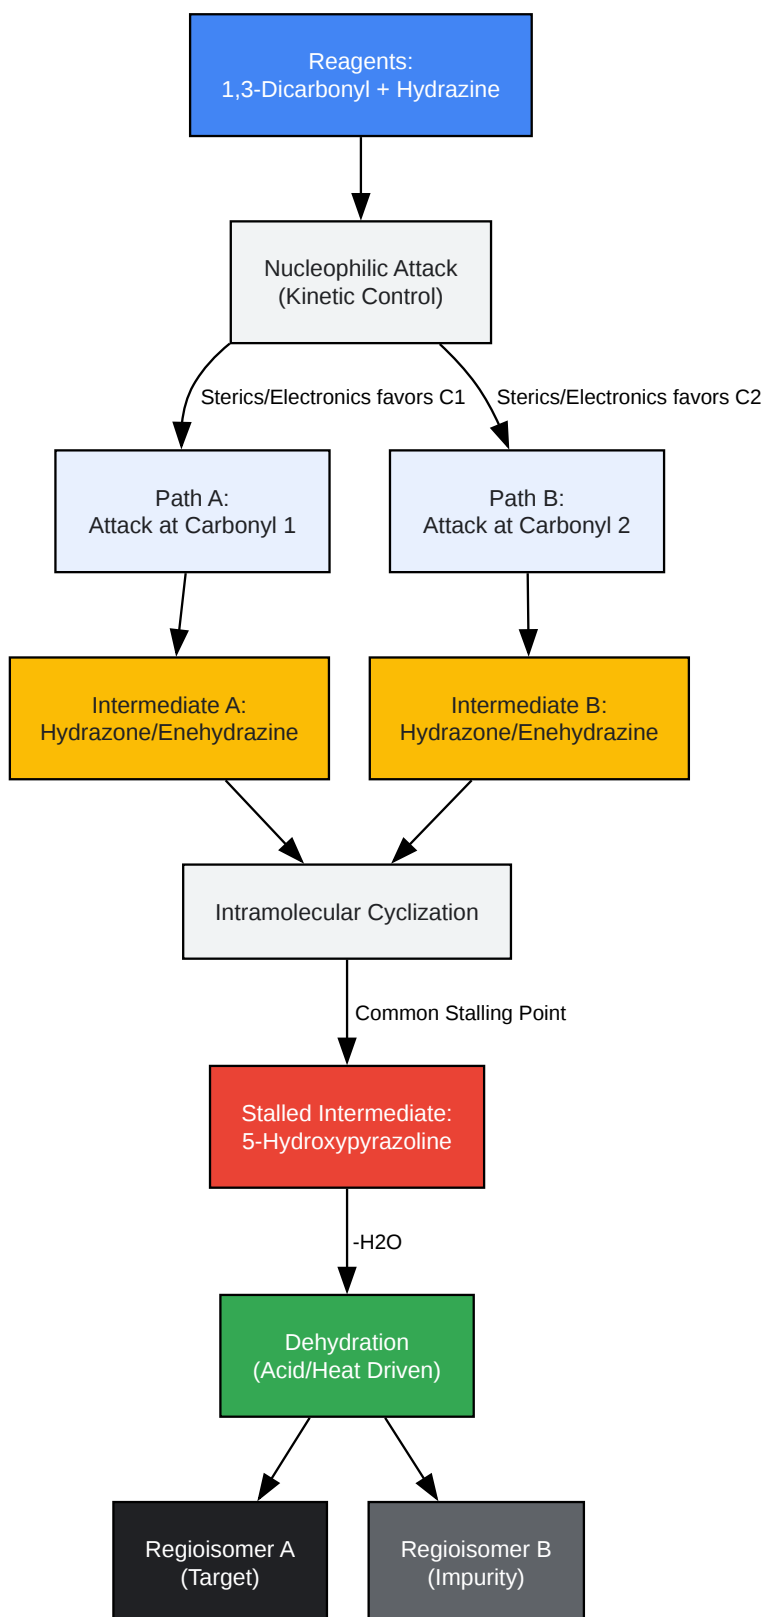 Reagents:
1,3-Dicarbonyl + Hydrazine
Nucleophilic Attack
(Kinetic Control)
Sterics/Electronics favors C1
Sterics/Electronics favors C2
Path A:
Attack at Carbonyl 1
Path B:
Attack at Carbonyl 2
Intermediate A:
Hydrazone/Enehydrazine
Intermediate B:
Hydrazone/Enehydrazine
Intramolecular Cyclization
Common Stalling Point
Stalled Intermediate:
5-Hydroxypyrazoline
-H2O
Dehydration
(Acid/Heat Driven)
Regioisomer A
(Target)
Regioisomer B
(Impurity)